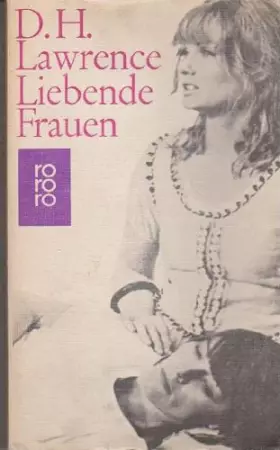 D. H.
Lawrence
Liebende
Frauen
ro
ro
ro